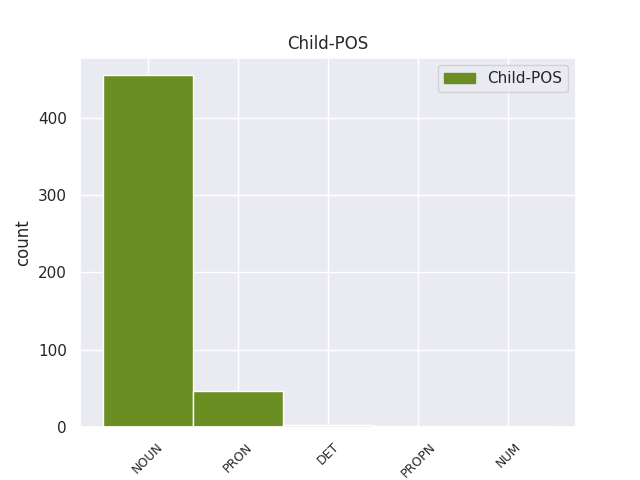 Child-POS
Child-POS
count
400
300
200
100
0
NOUN
PRON
DET
PROPN
NUM